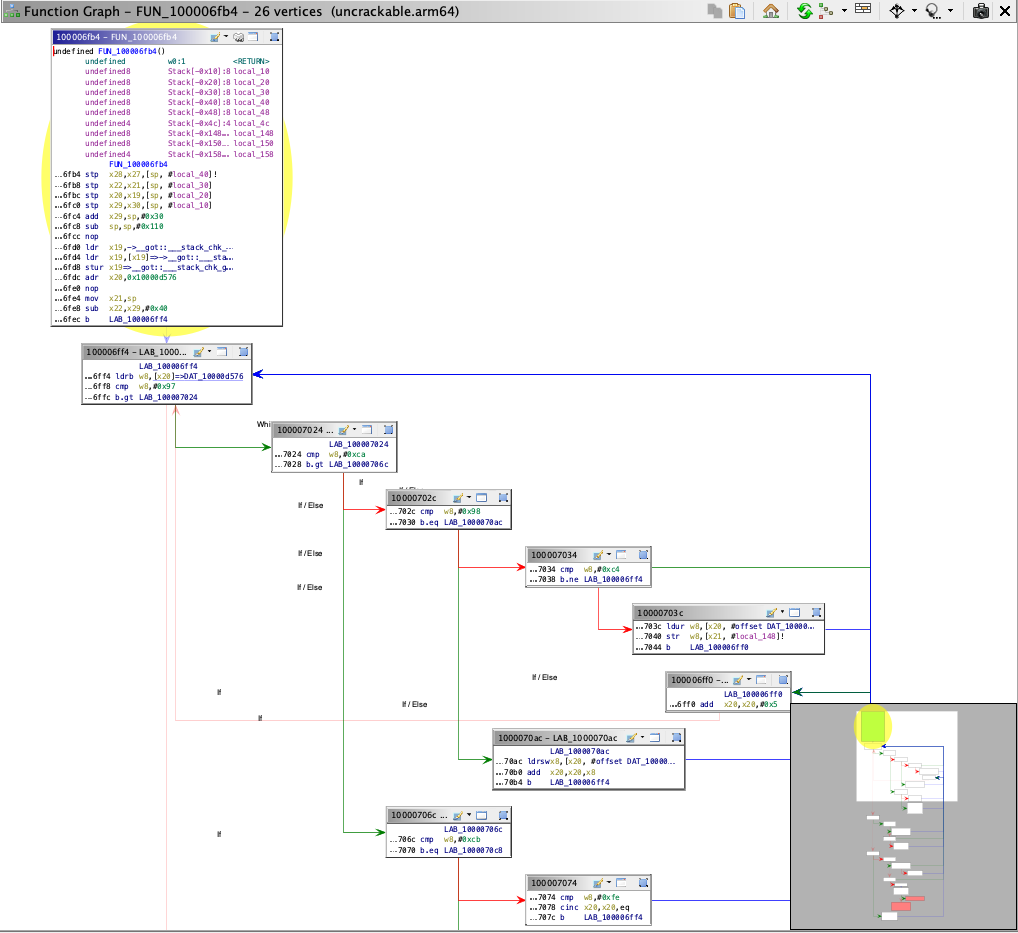 Function Graph - FUN_100006fb4 - 26 vertices (uncrackable.arm64)
100006fb4 - FUN_100006fb4
undefined FUN_100006fb4()
undefined w0:1 <RETURN>
undefined8 Stack[-0x10]:8 local_10
undefined8 Stack[-0x20]:8 local_20
undefined8 Stack[-0x30]:8 local_30
undefined8 Stack[-0x40]:8 local_40
undefined8 Stack[-0x48]:8 local_48
undefined4 Stack[-0x4c]:4 local_4c
undefined8 Stack[-0x148... local_148
undefined8 Stack[-0x150... local_150
undefined4 Stack[-0x158... local_158
FUN_100006fb4
...6fb4 stp x28,x27,[sp, #local_40]!
...6fb8 stp x22,x21,[sp, #local_30]
...6fbc stp x20,x19,[sp, #local_20]
...6fc0 stp x29,x30,[sp, #local_10]
...6fc4 add x29,sp,#0x30
...6fc8 sub sp,sp,#0x110
...6fcc nop
...6fd0 ldr x19,->__got::___stack_chk_...
...6fd4 ldr x19,[x19]=>->__got::___sta...
...6fd8 stur x19=>__got::___stack_chk_g...
...6fdc adr x20,0x10000d576
...6fe0 nop
...6fe4 mov x21,sp
...6fe8 sub x22,x29,#0x40
...6fec b LAB_100006ff4
100006ff4 - LAB_1000...
LAB_100006ff4
...6ff4 ldrb w8,[x20]=>DAT_10000d576
...6ff8 cmp w8,#0x97
...6ffc b.gt LAB_100007024
Whi
100007024 ...
LAB_100007024
...7024 cmp w8,#0xca
...7028 b.gt LAB_10000706c
If
If / Else
10000702c
...702c cmp w8,#0x98
...7030 b.eq LAB_1000070ac
If / Else
If / Else
100007034
...7034 cmp w8,#0xc4
...7038 b.ne LAB_100006ff4
10000703c
...703c ldur w8,[x20, #offset DAT_10000...
...7040 str w8,[x21, #local_148]!
...7044 b LAB_100006ff0
If / Else
100006ff0 -...
LAB_100006ff0
...6ff0 add x20,x20,#0x5
If
If / Else
If
1000070ac - LAB_1000070ac
LAB_1000070ac
...70ac ldrsw x8,[x20, #offset DAT_10000...
...70b0 add x20,x20,x8
...70b4 b LAB_100006ff4
If
10000706c ...
LAB_10000706c
...706c cmp w8,#0xcb
...7070 b.eq LAB_1000070c8
100007074
...7074 cmp w8,#0xfe
...7078 cinc x20,x20,eq
...707c b LAB_100006ff4